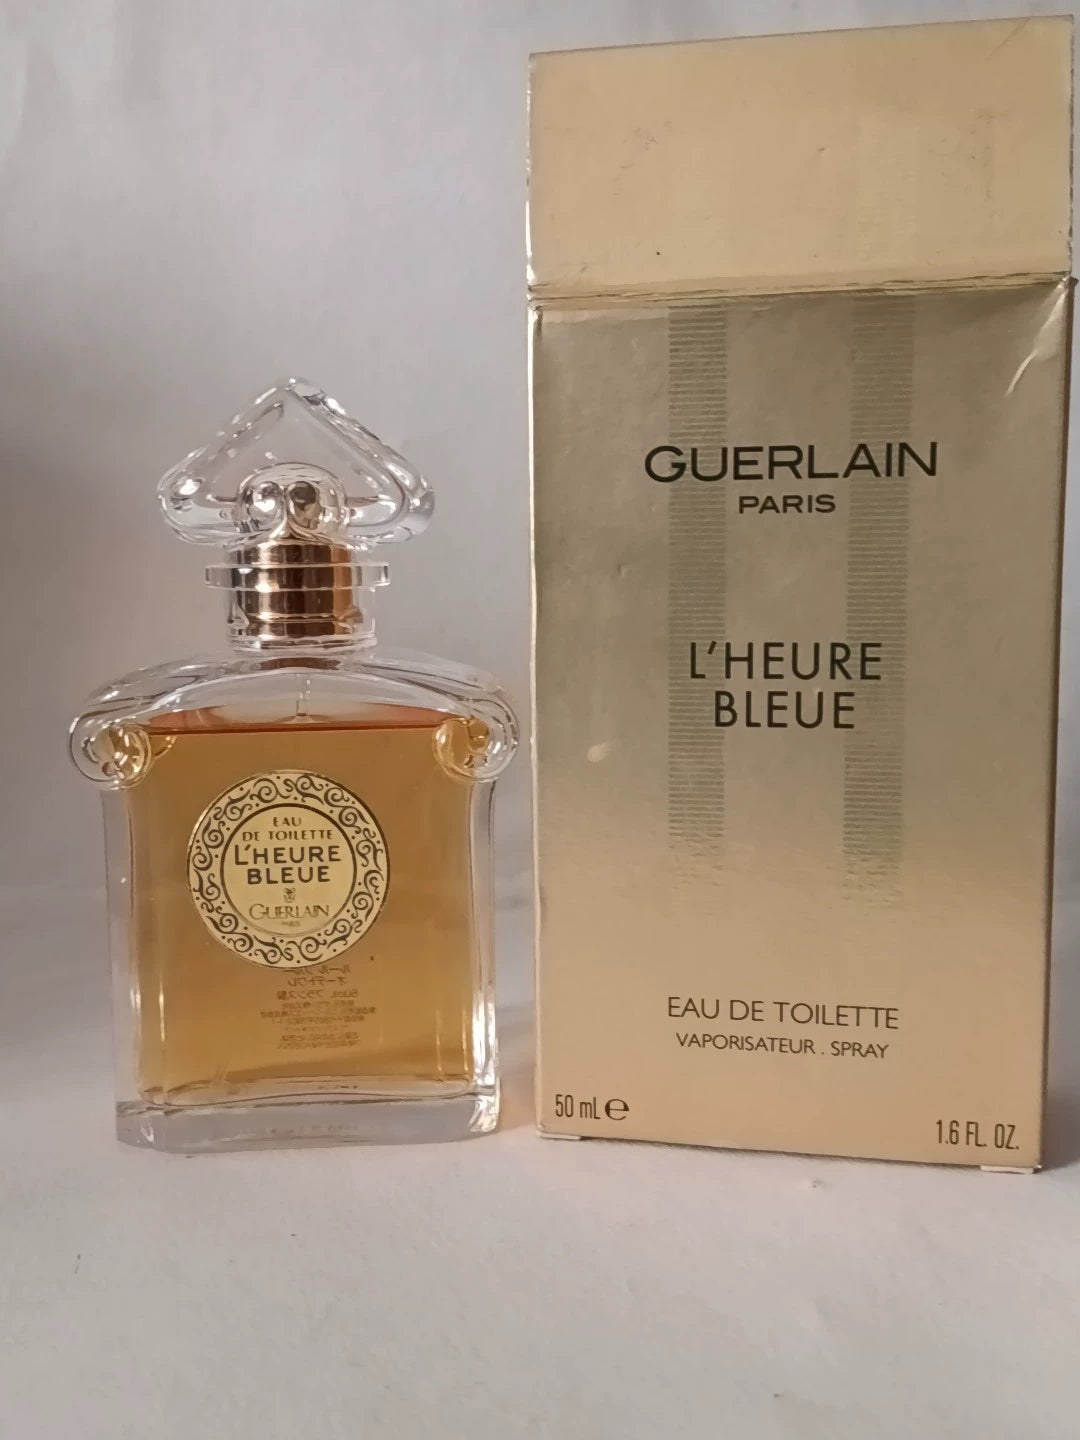 EAU
DE TOILETTE
L'HEURE
BLEUE
GUERLAIN
PARIS
GUERLAIN
PARIS
L'HEURE
BLEUE
EAU DE TOILETTE
VAPORISATEUR . SPRAY
50 mL e
1.6 FL. OZ.